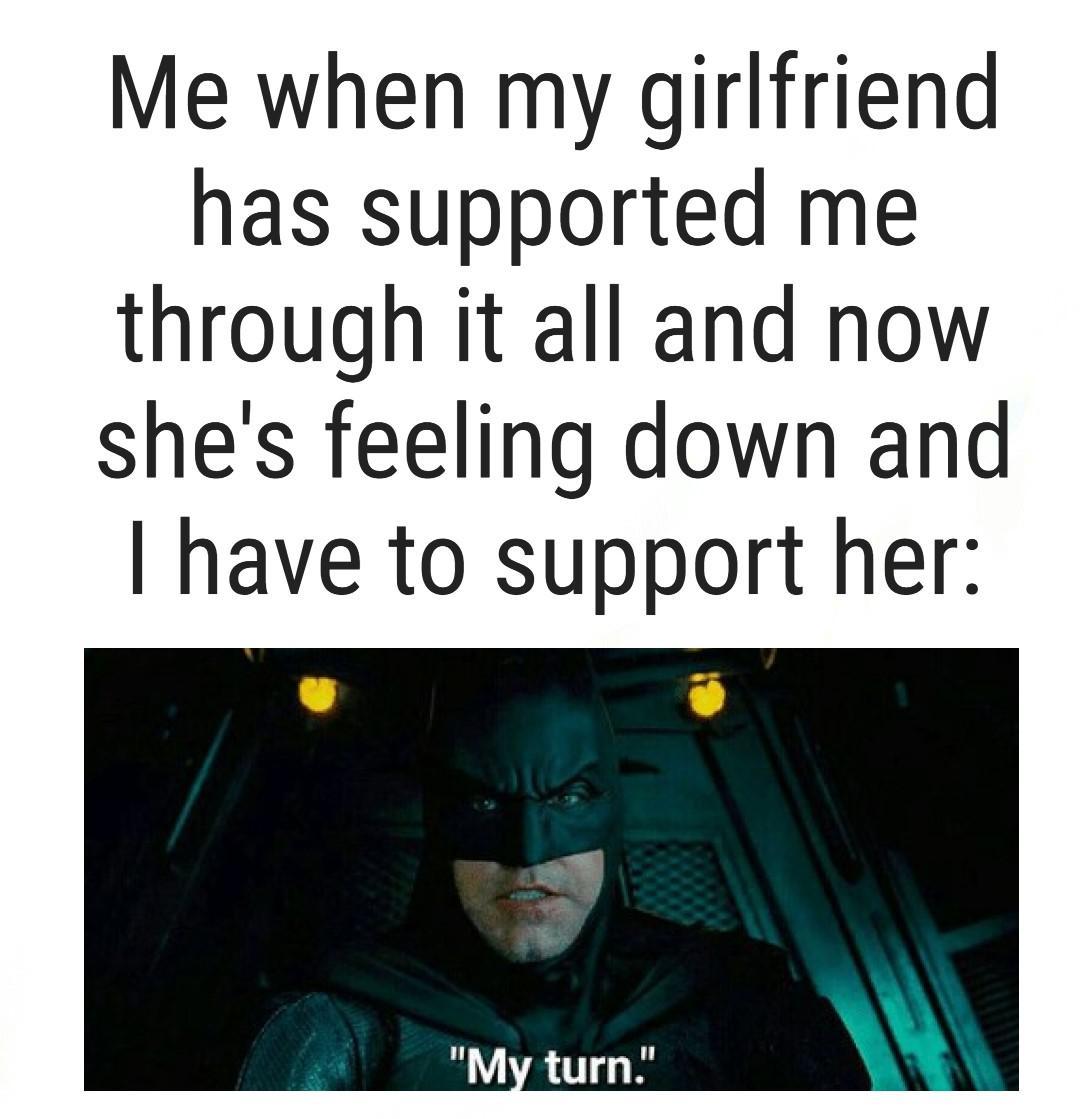 Me when my girlfriend
has supported me
through it all and now
she's feeling down and
I have to support her:
"My turn."